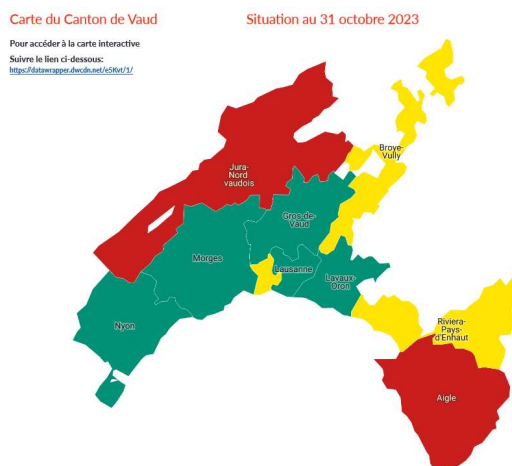 Carte du Canton de Vaud
Situation au 31 octobre 2023
Pour accéder à la carte interactive
Suivre le lien ci-dessous:
https://datawrapper.dwcdn.net/e5Kvt/1/
Broye-
Vully
Jura-
Nord
vaudois
Gros-de-
Vaud
Morges
Lausanne
Lavaux-
Oron
Nyon
Riviera-
Pays-
d'Enhaut
Aigle